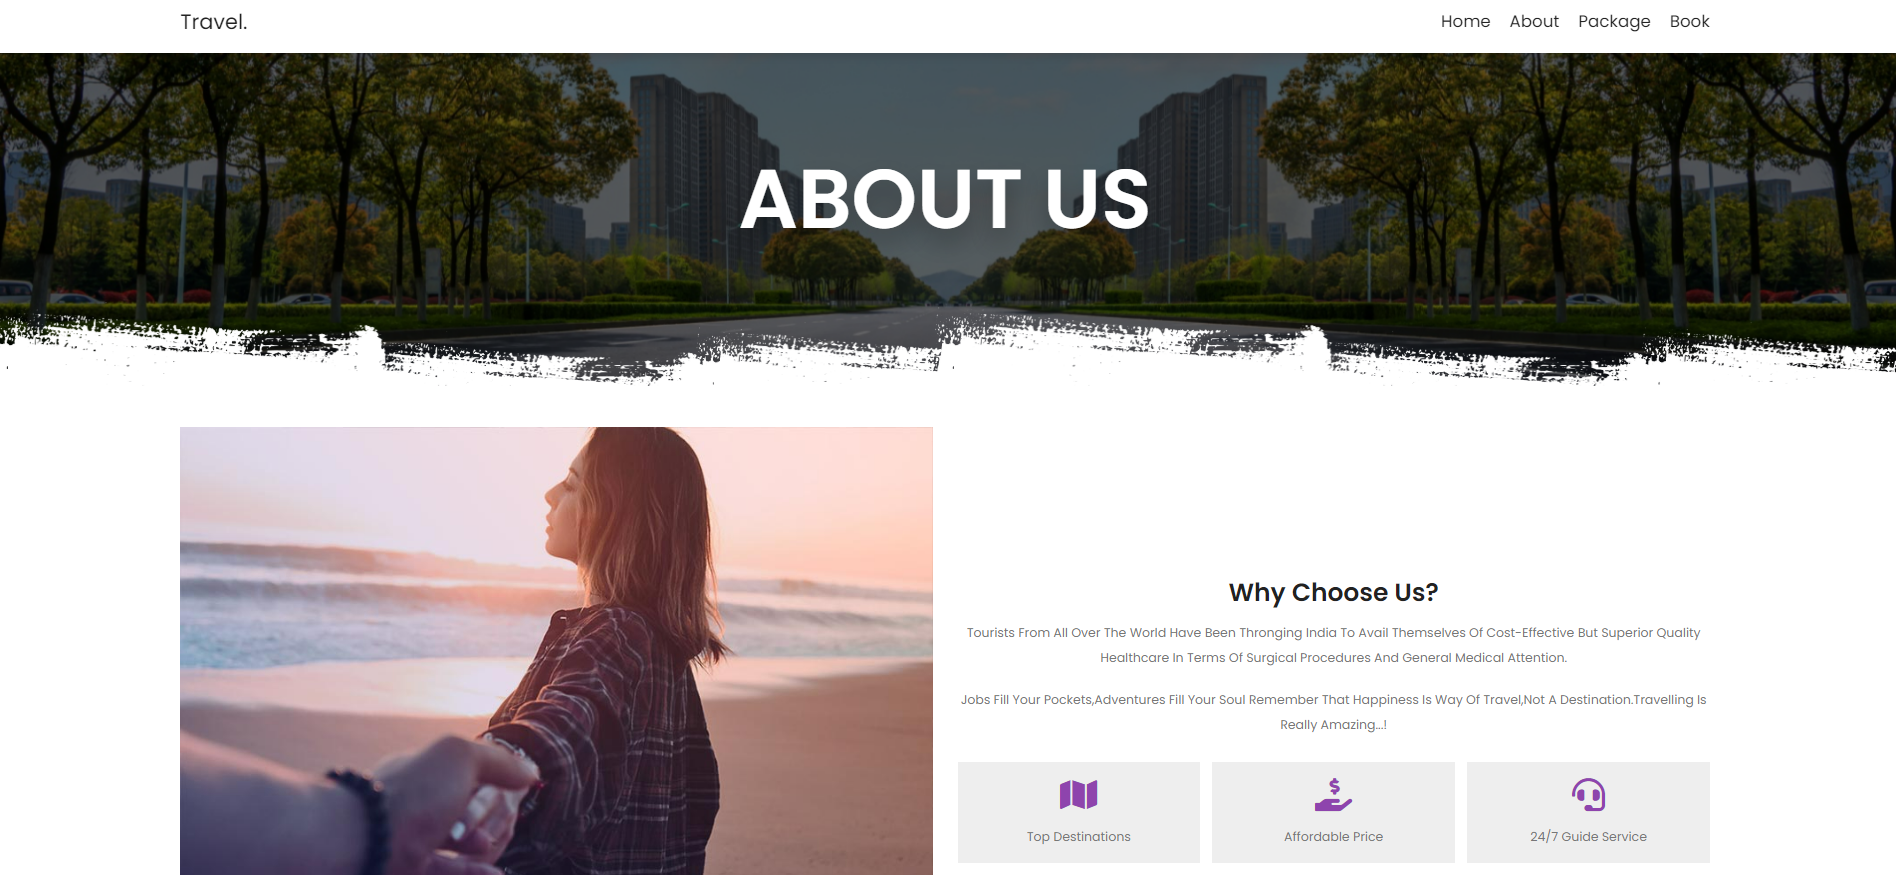 Travel.
Home About Package Book
ABOUT US
Why Choose Us?
Tourists From All Over The World Have Been Thronging India To Avail Themselves Of Cost-Effective But Superior Quality
Healthcare In Terms Of Surgical Procedures And General Medical Attention.
Jobs Fill Your Pockets,Adventures Fill Your Soul Remember That Happiness Is Way Of Travel,Not A Destination.Travelling Is
Really Amazing...!
Top Destinations
Affordable Price
24/7 Guide Service